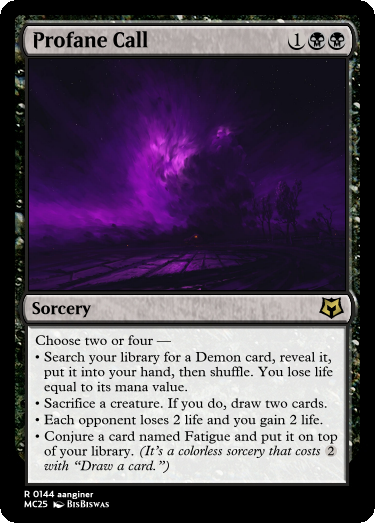 Profane Call 1
Sorcery
Choose two or four —
• Search your library for a Demon card, reveal it,
put it into your hand, then shuffle. You lose life
equal to its mana value.
• Sacrifice a creature. If you do, draw two cards.
• Each opponent loses 2 life and you gain 2 life.
• Conjure a card named Fatigue and put it on top
of your library. (It's a colorless sorcery that costs 2
with “Draw a card.”)
R 0144 aanginer
MC25 BisBiswas